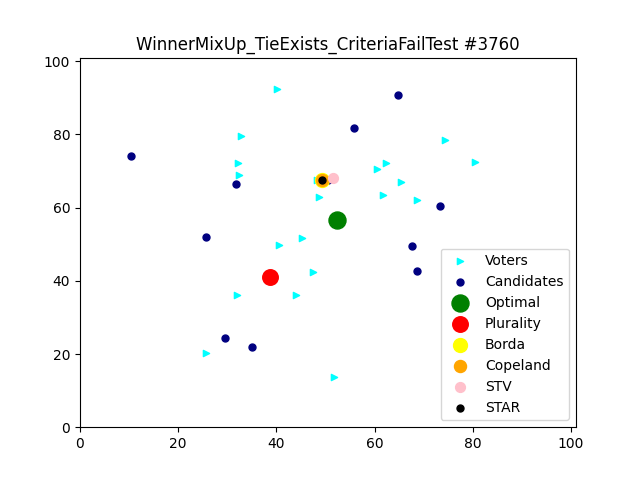 WinnerMixUp_TieExists_CriteriaFailTest #3760
100
80
60
40
20
0
0 20 40 60 80 100
Voters
Candidates
Optimal
Plurality
Borda
Copeland
STV
STAR